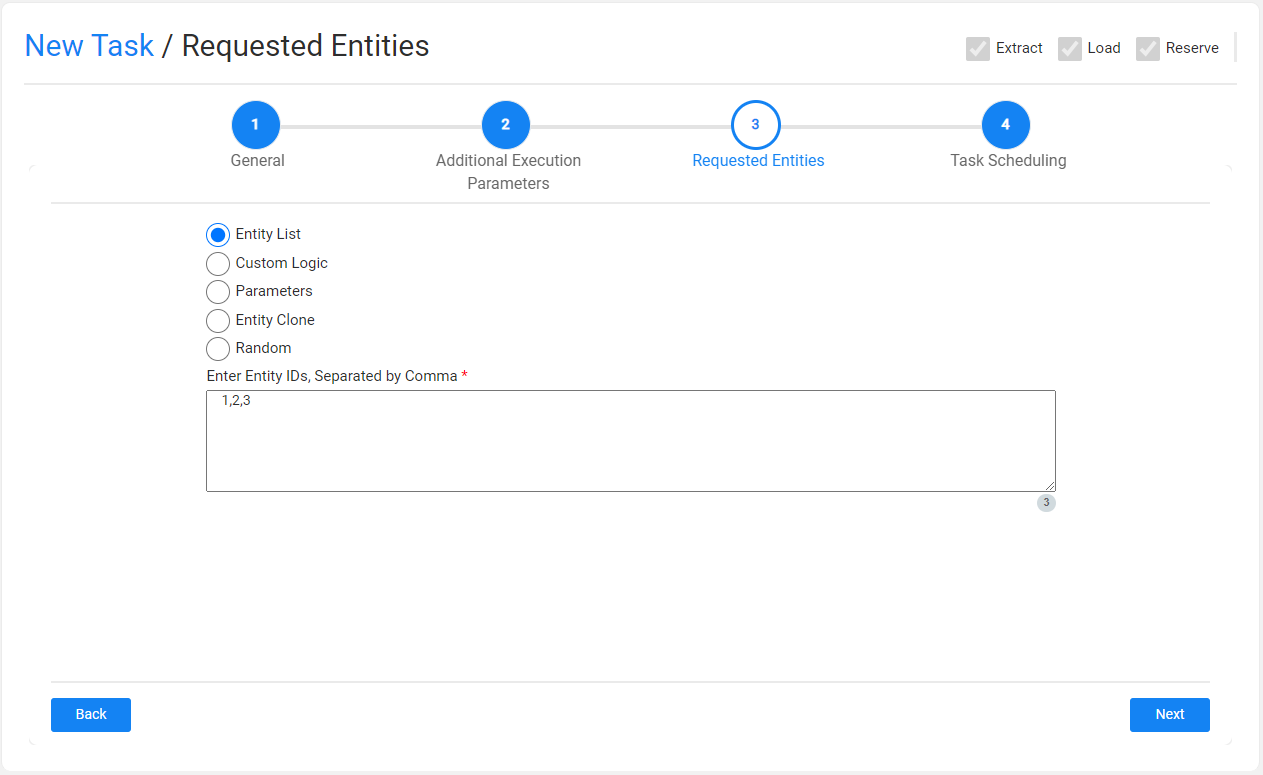 New Task / Requested Entities
Extract Load Reserve
1 2 3 4
General Additional Execution Requested Entities Task Scheduling
Parameters
Entity List
Custom Logic
Parameters
Entity Clone
Random
Enter Entity IDs, Separated by Comma *
1,2,3
3
Back Next